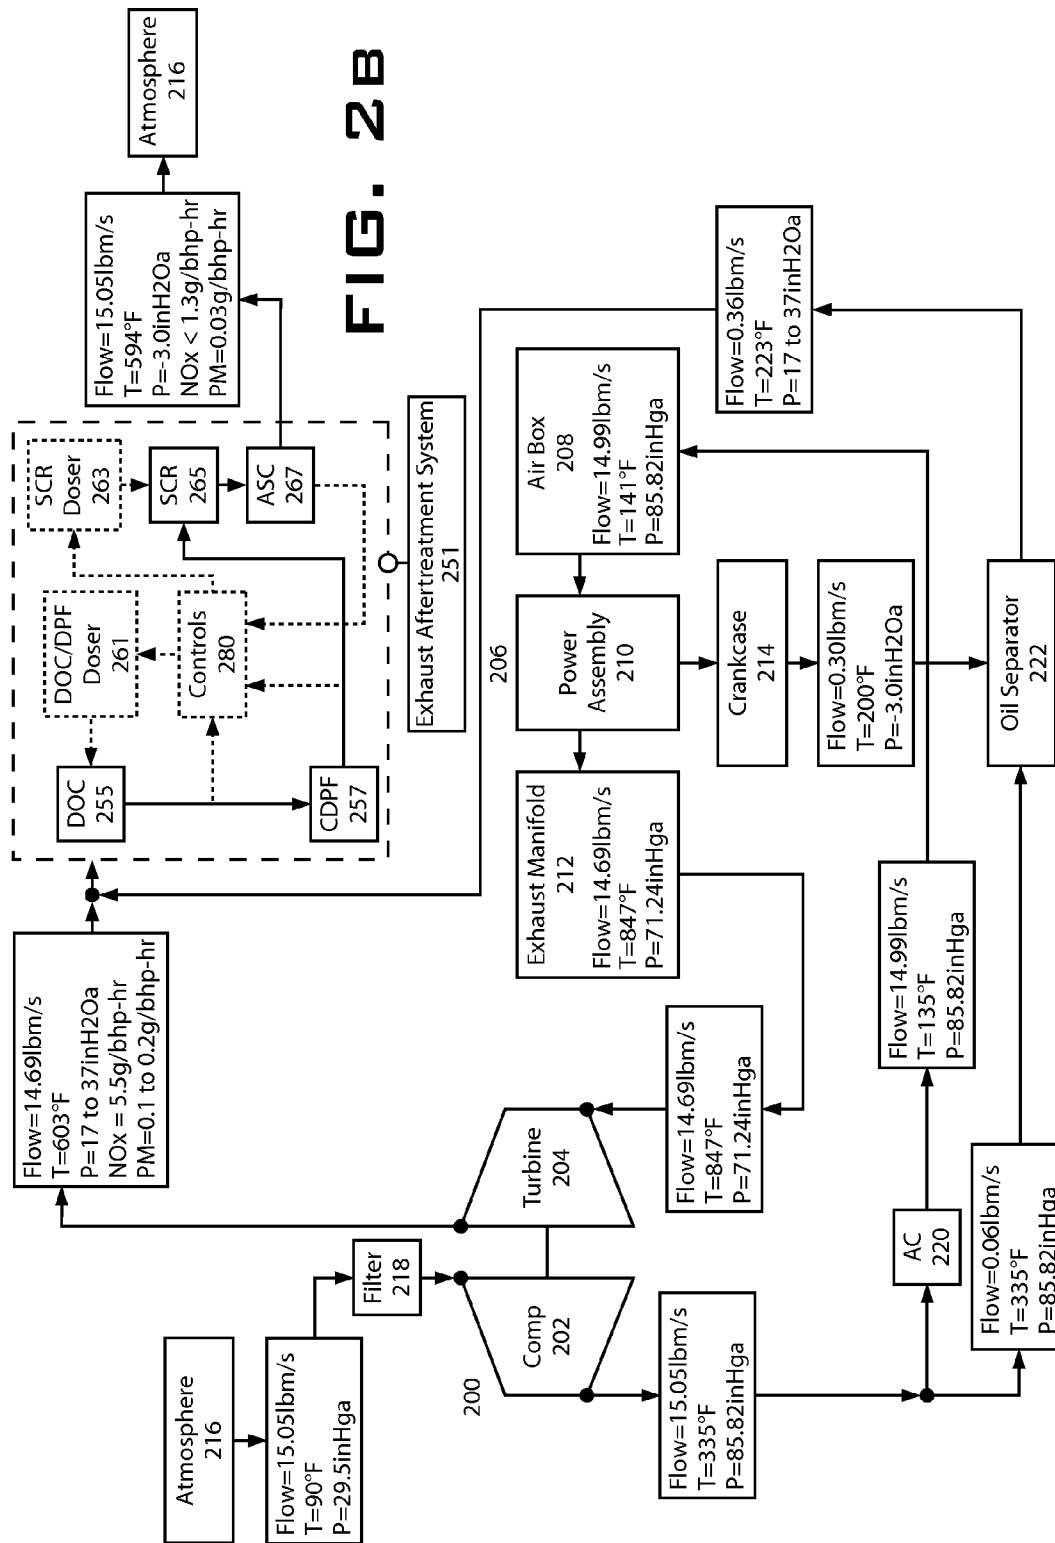 Atmosphere
216
Flow=15.05lbm/s
T=90°F
P=29.5inHga
Filter
218
200
Comp
202
Turbine
204
Flow=15.05lbm/s
T=335°F
P=85.82inHga
AC
220
Flow=0.06lbm/s
T=335°F
P=85.82inHga
Flow=14.99lbm/s
T=135°F
P=85.82inHga
Flow=14.69lbm/s
T=847°F
P=71.24inHga
Flow=14.69lbm/s
T=603°F
P=17 to 37inH2Oa
NOx = 5.5g/bhp-hr
PM=0.1 to 0.2g/bhp-hr
Exhaust Manifold
212
Flow=14.69lbm/s
T=847°F
P=71.24inHga
206
Power
Assembly
210
Air Box
208
Flow=14.99lbm/s
T=141°F
P=85.82inHga
Crankcase
214
Flow=0.30lbm/s
T=200°F
P=-3.0inH2Oa
Oil Separator
222
Flow=0.36lbm/s
T=223°F
P=17 to 37inH2Oa
DOC
255
CDPF
257
DOC/DPF
Doser
261
Controls
280
SCR
Doser
263
SCR
265
ASC
267
Exhaust Aftertreatment System
251
Flow=15.05lbm/s
T=594°F
P=-3.0inH2Oa
NOx < 1.3g/bhp-hr
PM=0.03g/bhp-hr
Atmosphere
216
FIG. 2B